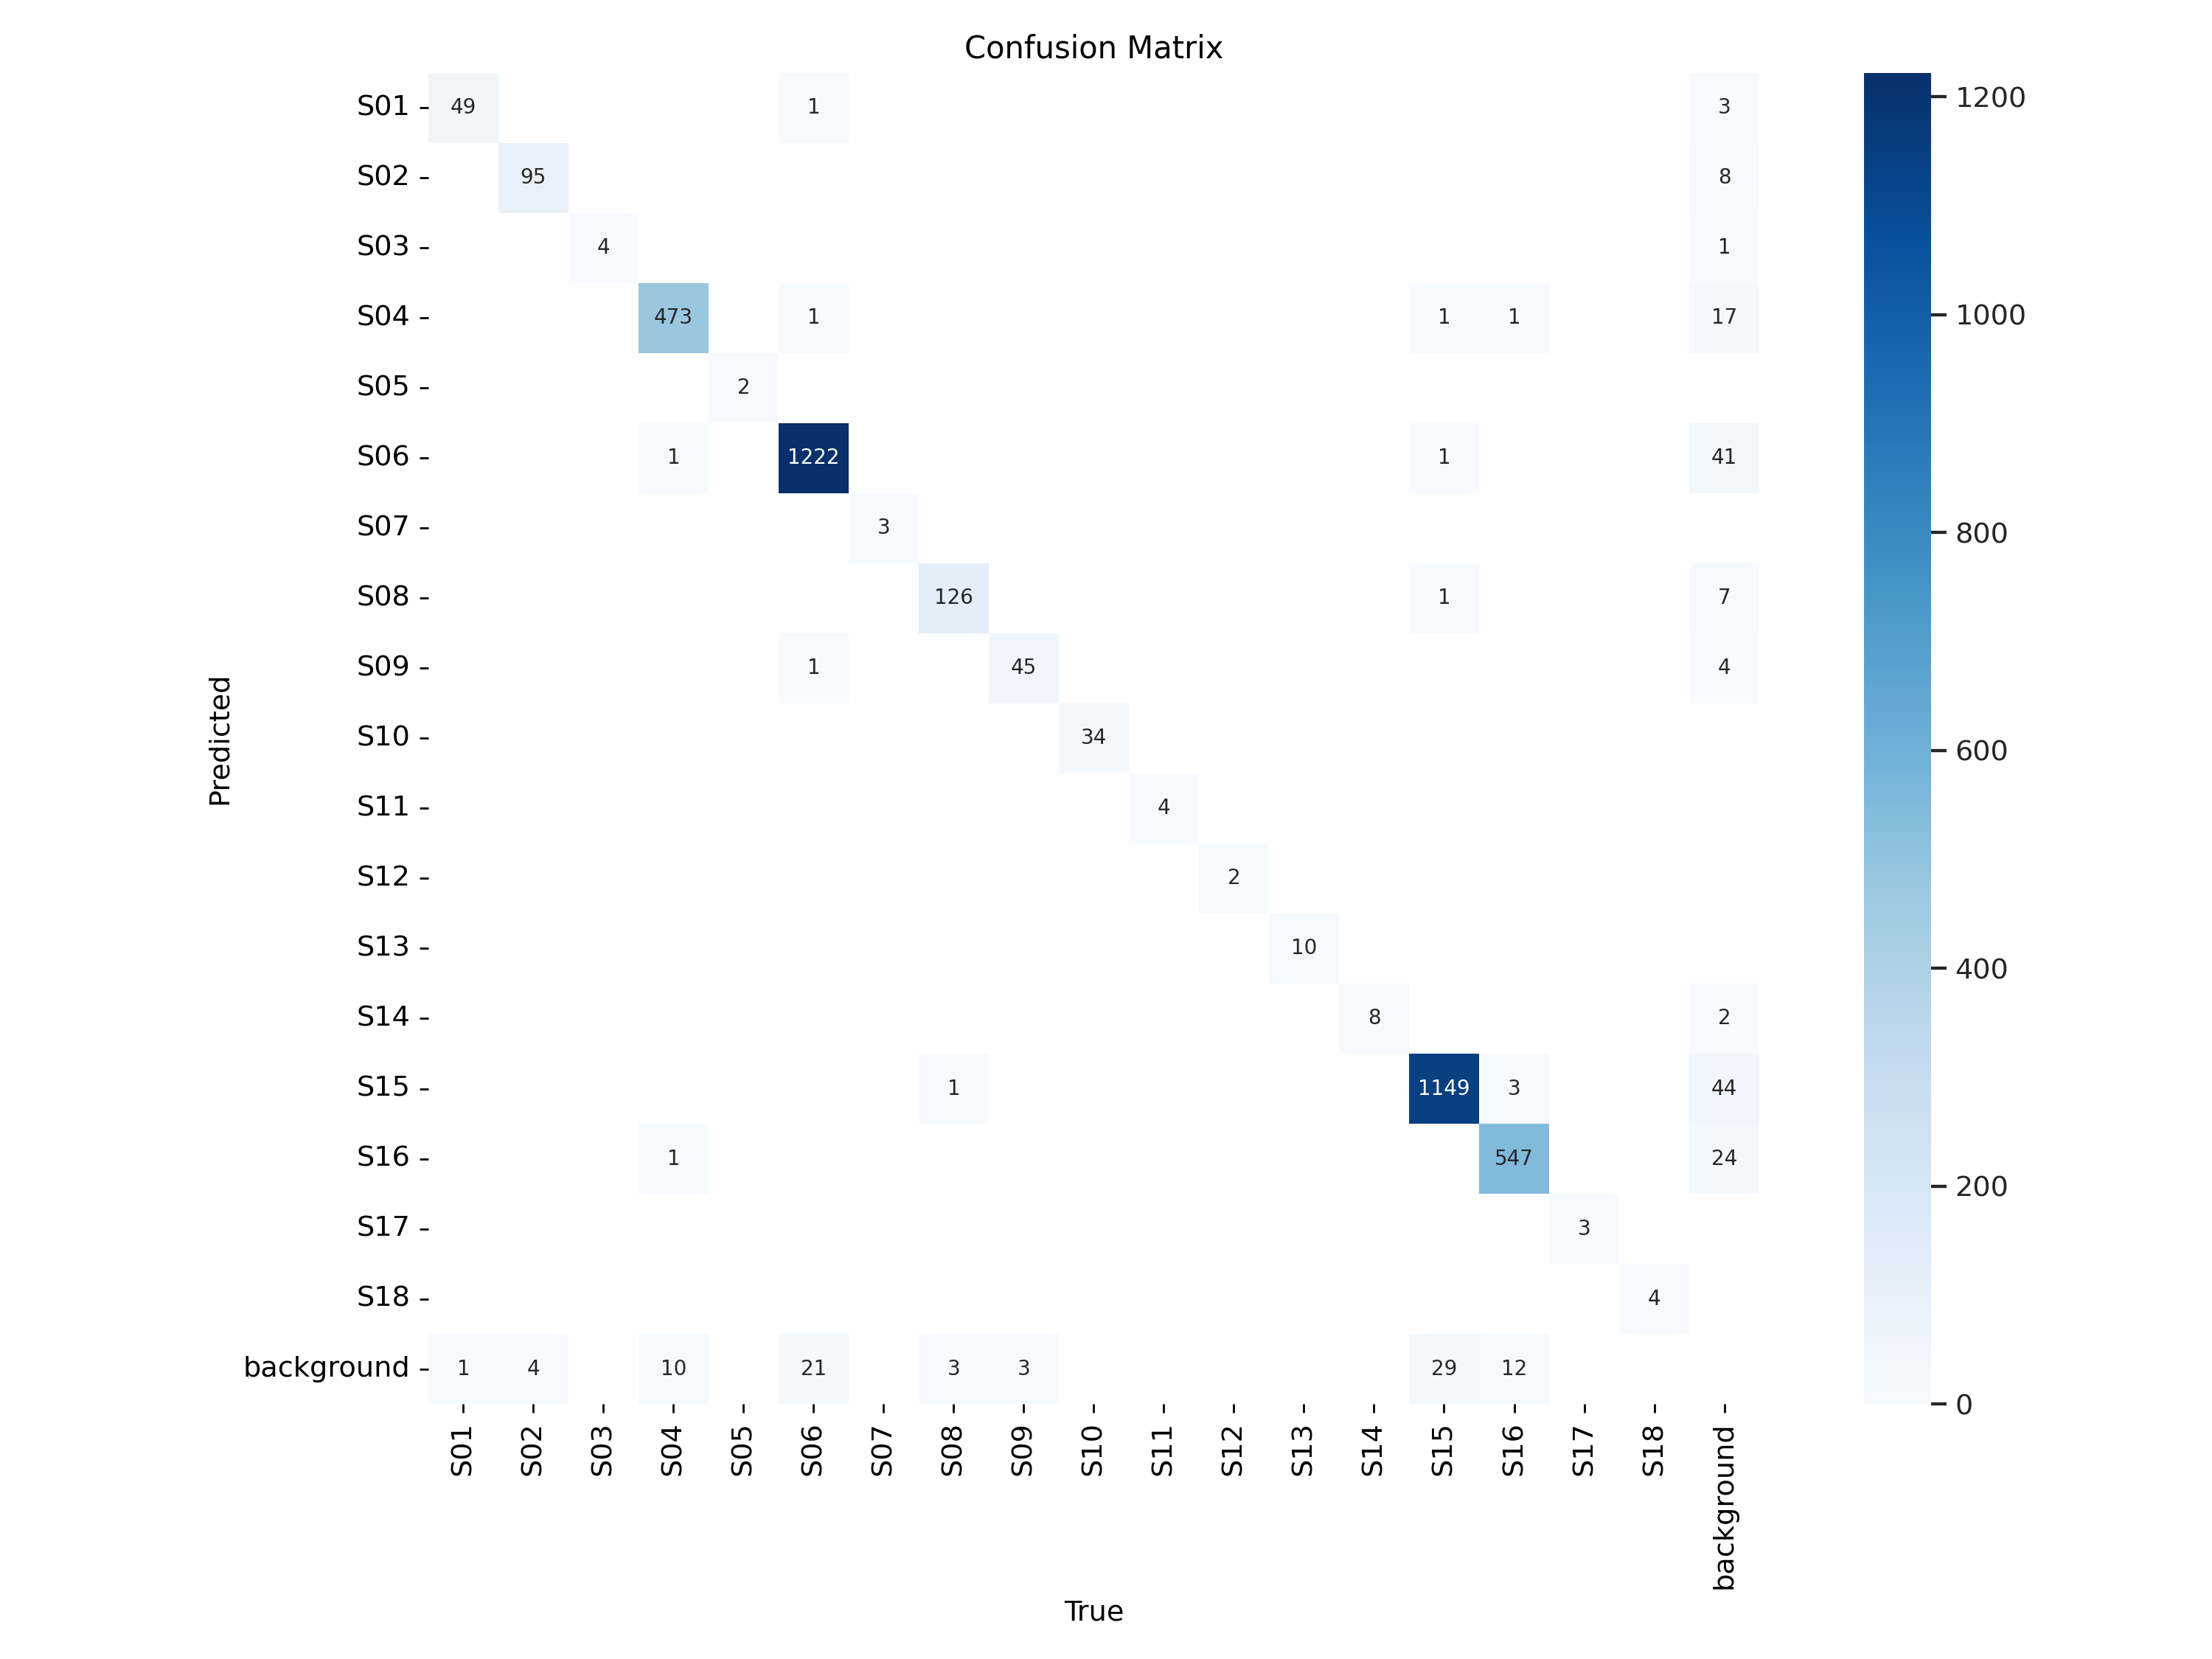 Confusion Matrix
S01 49 1 3
S02 95 8
S03 4 1
S04 473 1 1 1 17
S05 2
S06 1 1222 1 41
S07 3
S08 126 1 7
S09 1 45 4
S10 34
S11 4
S12 2
S13 10
S14 8 2
S15 1 1149 3 44
S16 1 547 24
S17 3
S18 4
background 1 4 10 21 3 3 29 12
S01 S02 S03 S04 S05 S06 S07 S08 S09 S10 S11 S12 S13 S14 S15 S16 S17 S18 background
True
Predicted
1200
1000
800
600
400
200
0